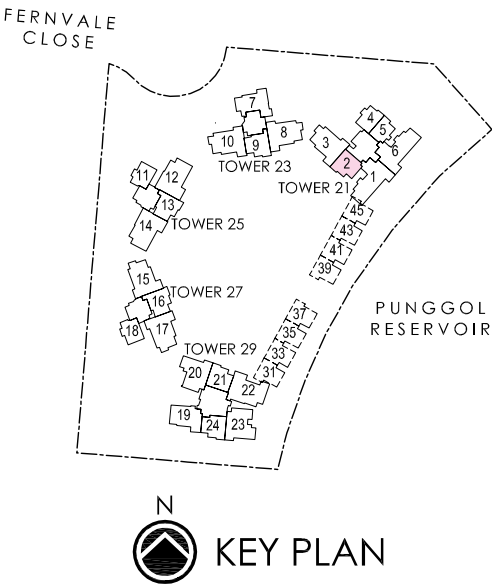 FERNVALE
CLOSE
7
10
9
8
TOWER 23
4
5
3
6
2
1
TOWER 21
11
12
13
14
TOWER 25
45
43
41
39
15
16
18
17
TOWER 27
PUNGGOL
RESERVOIR
37
35
33
31
TOWER 29
20
21
22
19
24
23
N
KEY PLAN